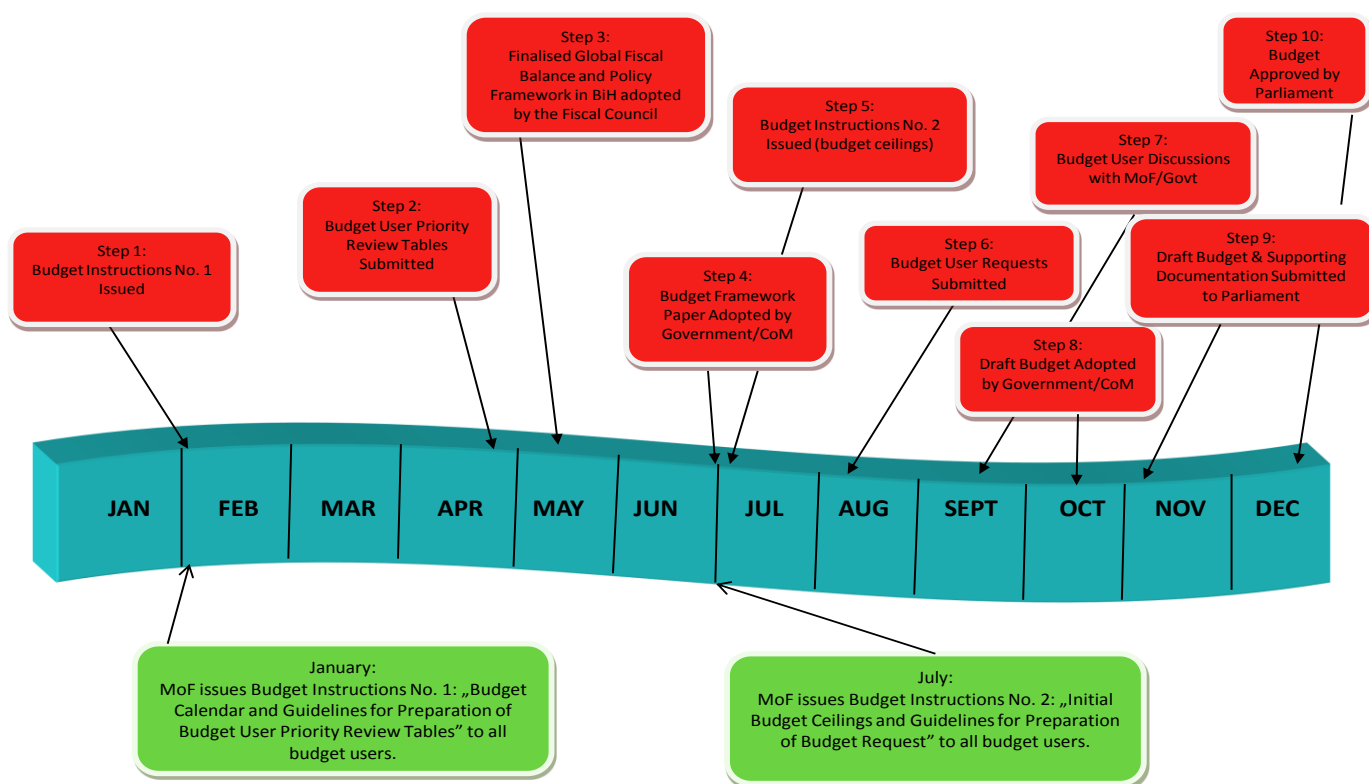 Step 1:
Budget Instructions No. 1
Issued
Step 2:
Budget User Priority
Review Tables
Submitted
Step 3:
Finalised Global Fiscal
Balance and Policy
Framework in BiH adopted
by the Fiscal Council
Step 4:
Budget Framework
Paper Adopted by
Government/CoM
Step 5:
Budget Instructions No. 2
Issued (budget ceilings)
Step 6:
Budget User Requests
Submitted
Step 7:
Budget User Discussions
with MoF/Govt
Step 8:
Draft Budget Adopted
by Government/CoM
Step 9:
Draft Budget & Supporting
Documentation Submitted
to Parliament
Step 10:
Budget
Approved by
Parliament
JAN FEB MAR APR MAY JUN JUL AUG SEPT OCT NOV DEC
January:
MoF issues Budget Instructions No. 1: „Budget
Calendar and Guidelines for Preparation of
Budget User Priority Review Tables” to all
budget users.
July:
MoF issues Budget Instructions No. 2: „Initial
Budget Ceilings and Guidelines for Preparation
of Budget Request” to all budget users.